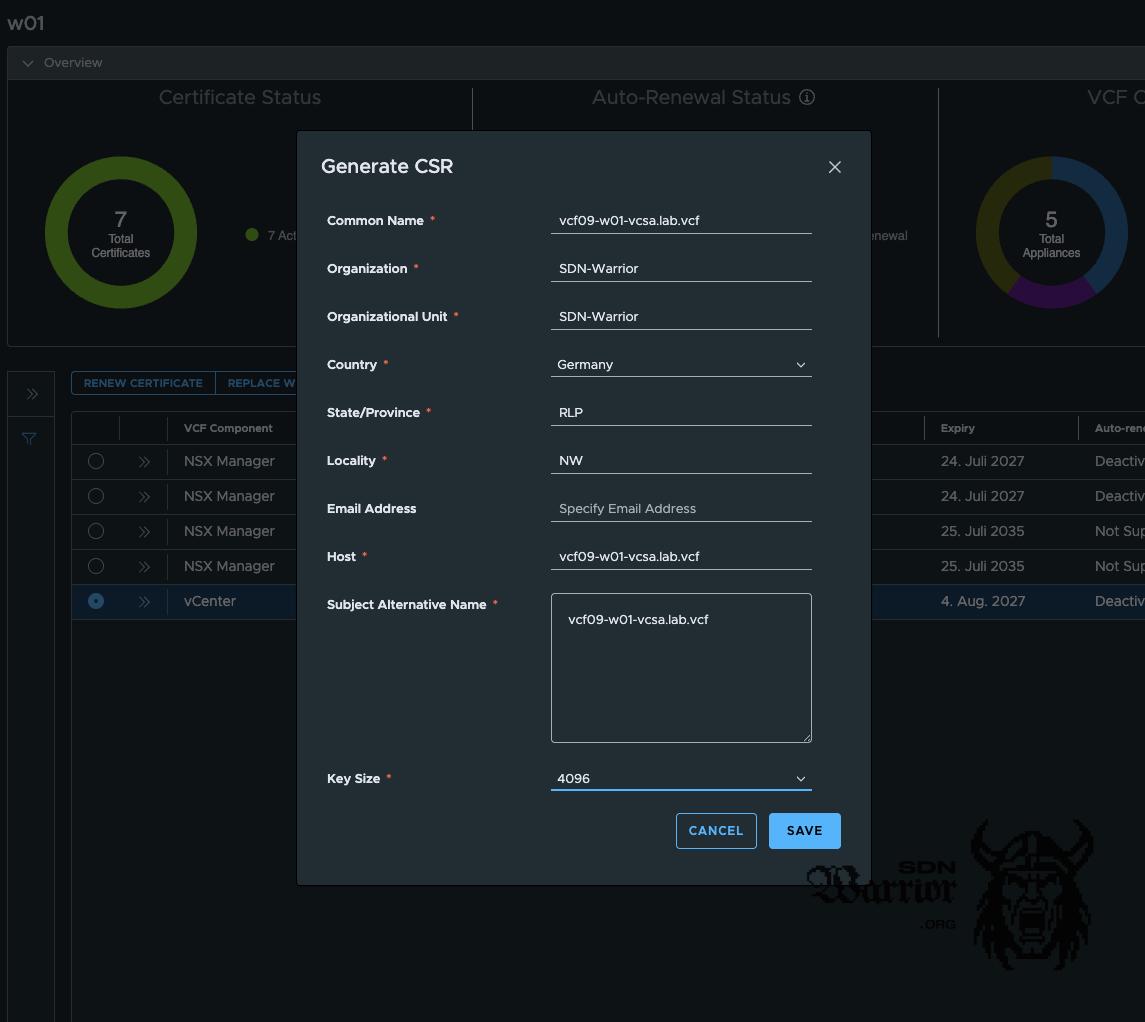 w01
Overview
Certificate Status
Auto-Renewal Status
VCF C
7
Total
Certificates
7 Act
enewal
5
Total
Appliances
Generate CSR
Common Name * vcf09-w01-vcsa.lab.vcf
Organization * SDN-Warrior
Organizational Unit * SDN-Warrior
Country * Germany
State/Province * RLP
Locality * NW
Email Address Specify Email Address
Host * vcf09-w01-vcsa.lab.vcf
Subject Alternative Name * vcf09-w01-vcsa.lab.vcf
Key Size * 4096
CANCEL SAVE
RENEW CERTIFICATE REPLACE W
VCF Component Expiry Auto-rene
NSX Manager 24. Juli 2027 Deactiv
NSX Manager 24. Juli 2027 Deactiv
NSX Manager 25. Juli 2035 Not Sup
NSX Manager 25. Juli 2035 Not Sup
vCenter 4. Aug. 2027 Deactiv
SDN
Warrior
.ORG